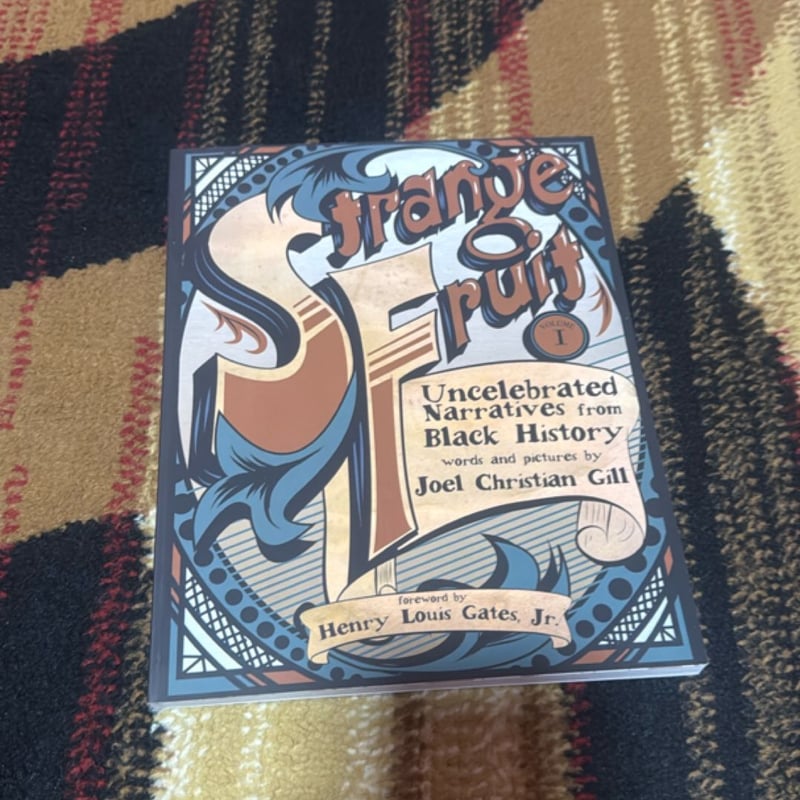 Strange
Fruit
VOLUME
I
Uncelebrated
Narratives from
Black History
words and pictures by
Joel Christian Gill
foreword by
Henry Louis Gates, Jr.